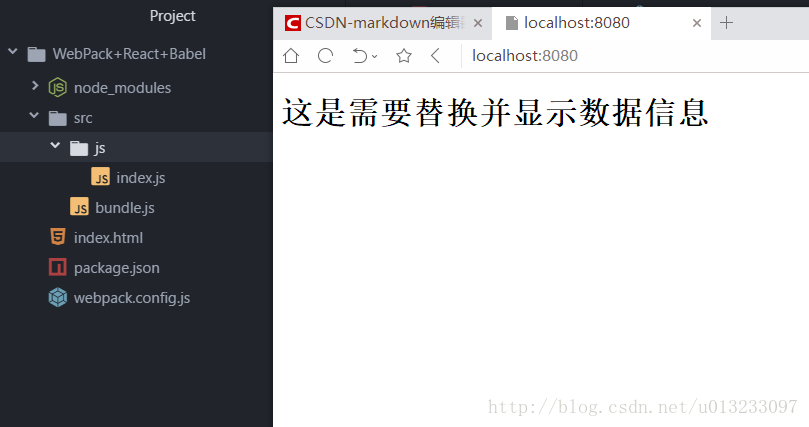 Project
WebPack+React+Babel
node_modules
src
js
JS index.js
JS bundle.js
index.html
package.json
webpack.config.js
C CSDN-markdown编辑
localhost:8080
localhost:8080
这是需要替换并显示数据信息
http://blog.csdn.net/u013233097